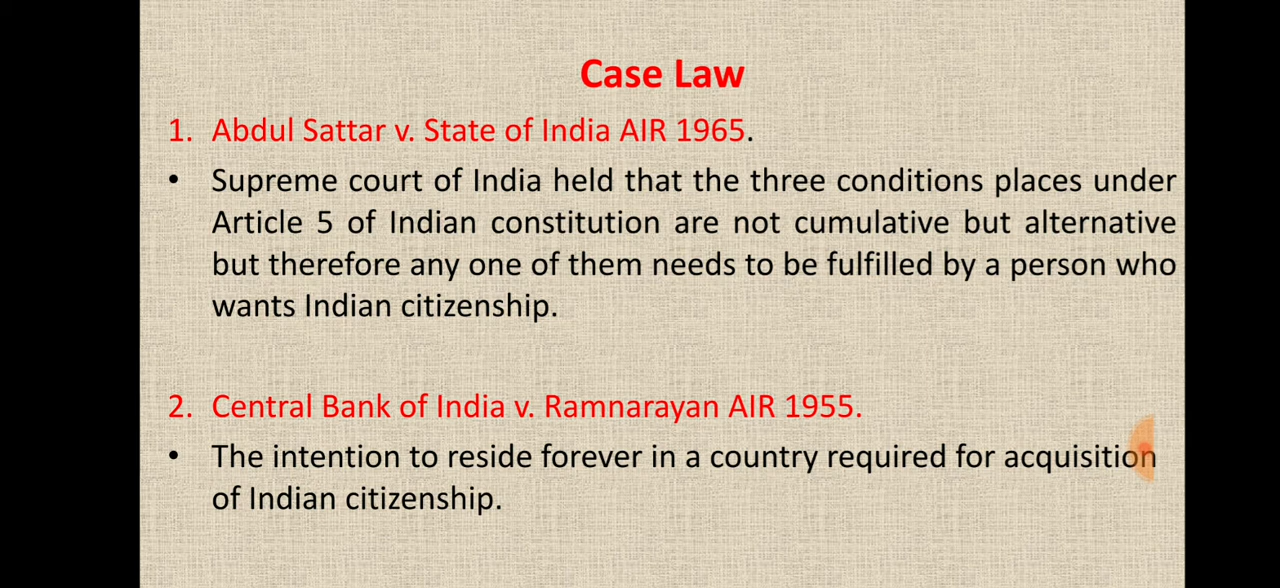 Case Law
1. Abdul Sattar v. State of India AIR 1965.
• Supreme court of India held that the three conditions places under
Article 5 of Indian constitution are not cumulative but alternative
but therefore any one of them needs to be fulfilled by a person who
wants Indian citizenship.
2. Central Bank of India v. Ramnarayan AIR 1955.
• The intention to reside forever in a country required for acquisition
of Indian citizenship.